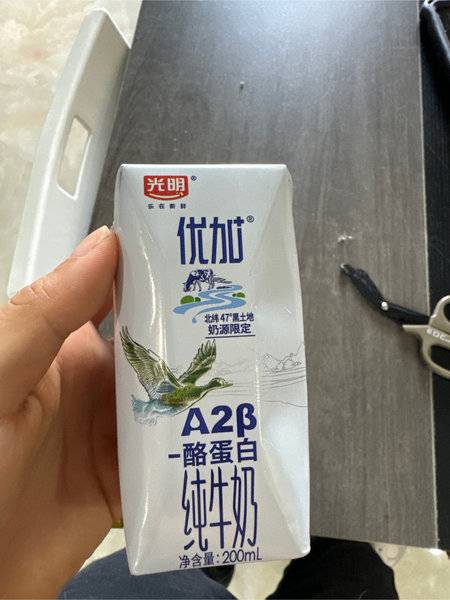 光明®
乐在新鲜
优加®
北纬47°黑土地
奶源限定
A2β
-酪蛋白
纯牛奶
净含量:200mL